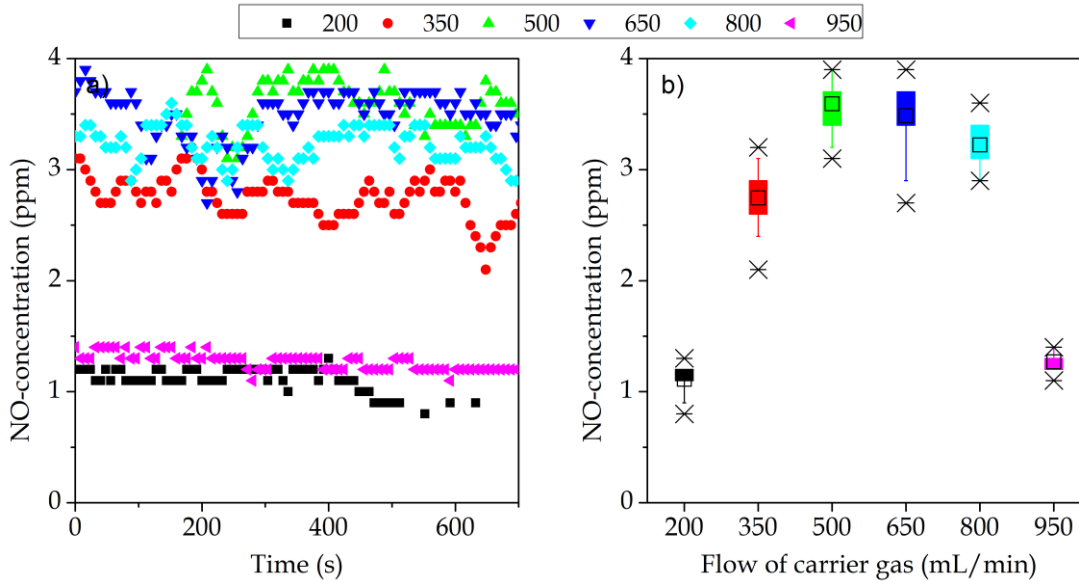 200 350 500 650 800 950
a)
NO-concentration (ppm)
4
3
2
1
0
0 200 400 600
Time (s)
b)
NO-concentration (ppm)
4
3
2
1
0
200 350 500 650 800 950
Flow of carrier gas (mL/min)